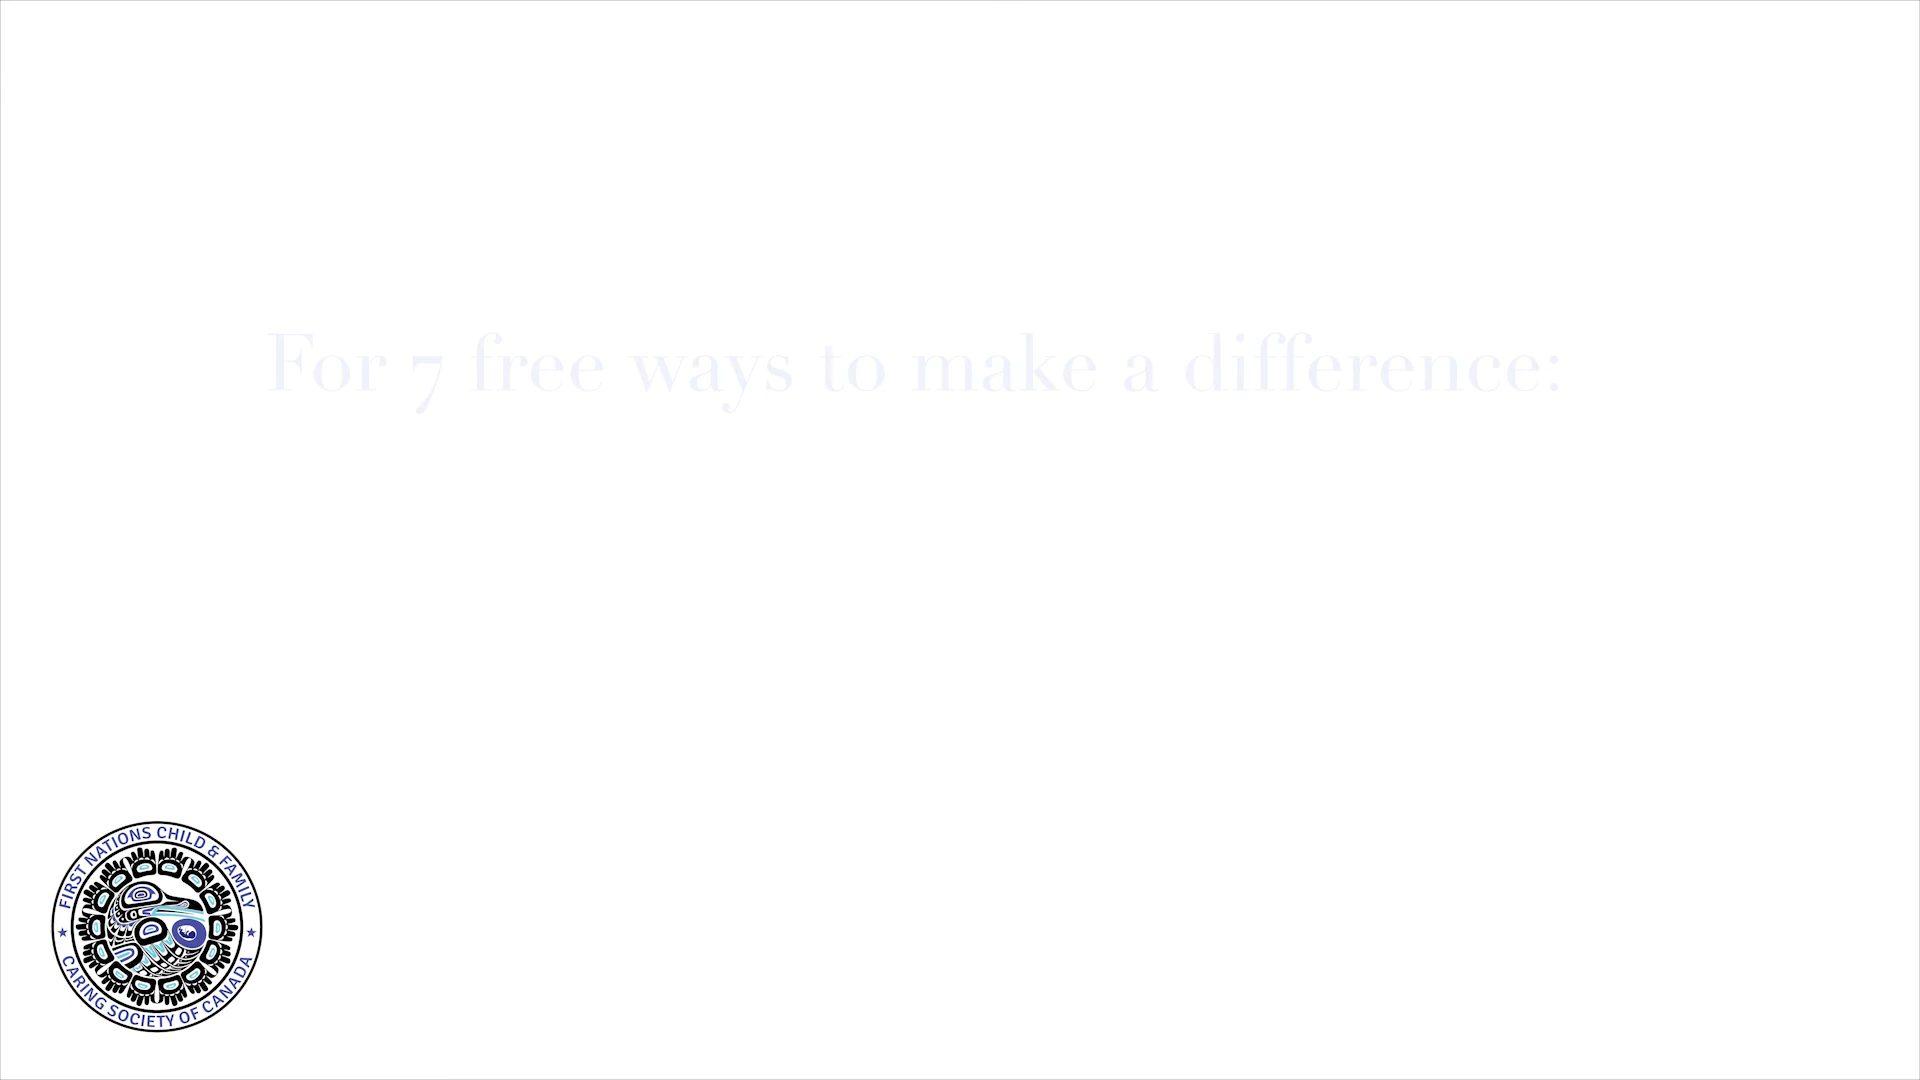 For 7 free ways to make a difference:
FIRST NATIONS CHILD & FAMILY
CARING SOCIETY OF CANADA